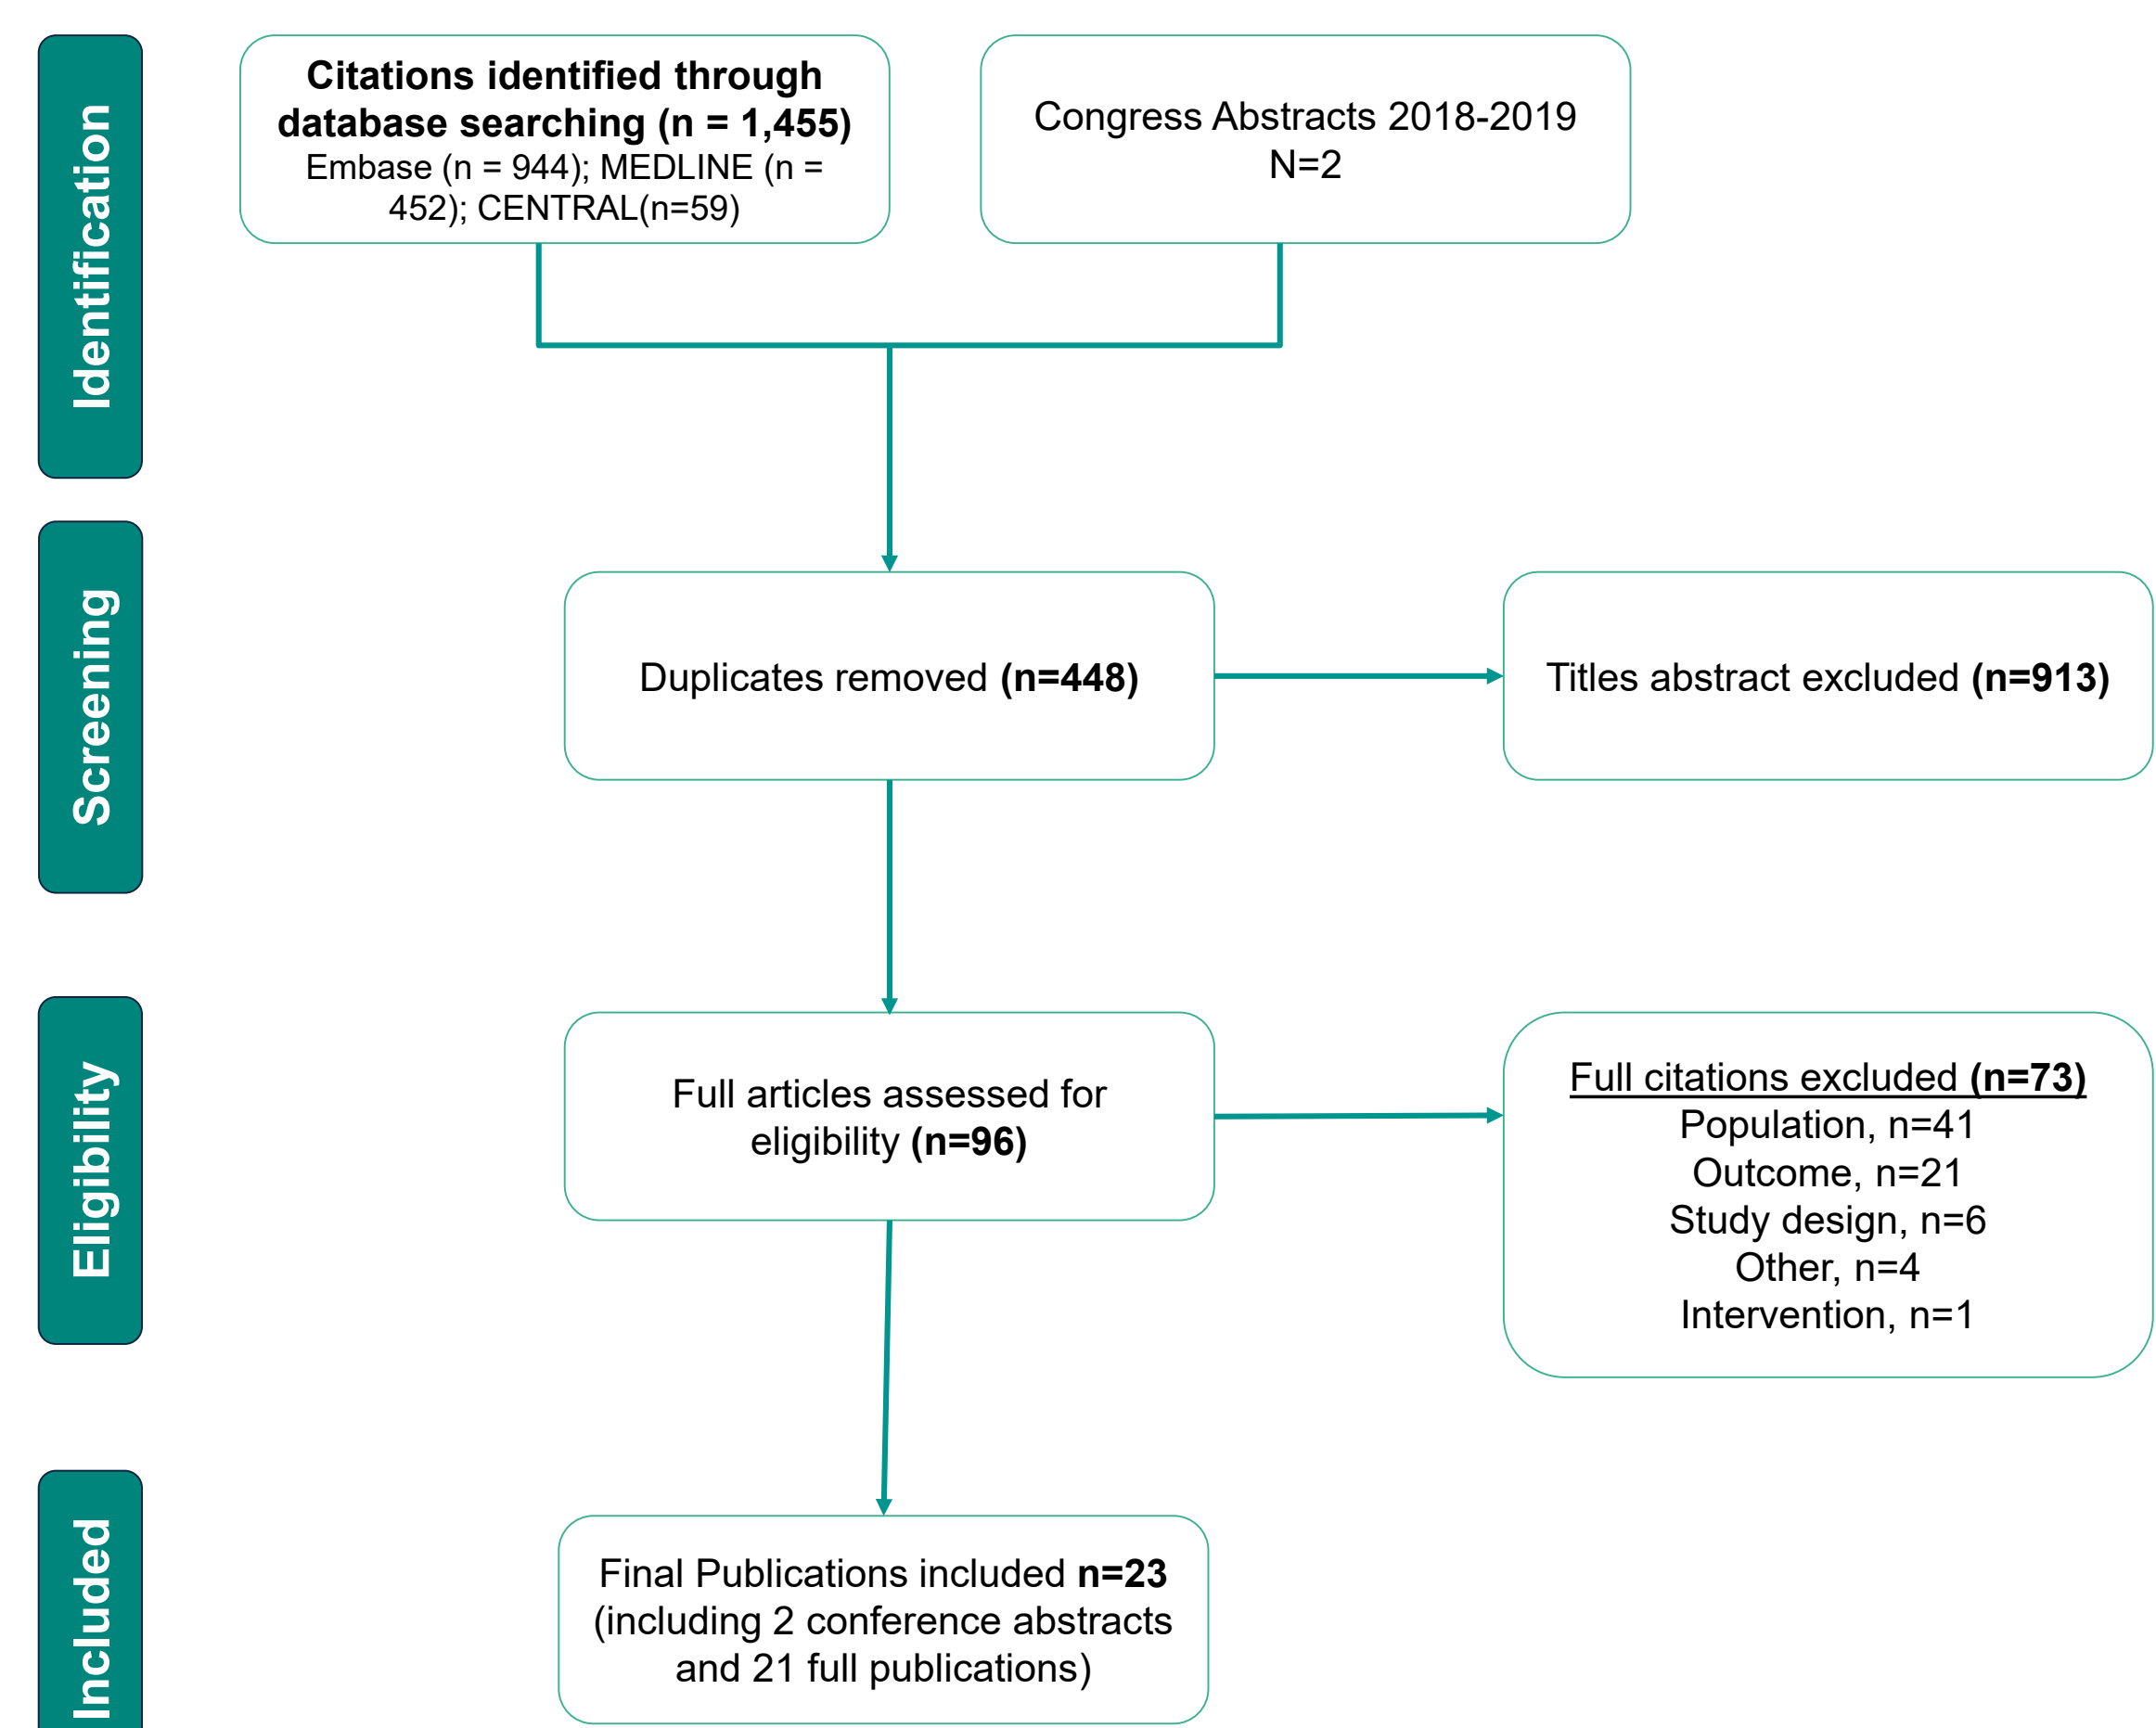 Identification
Citations identified through
database searching (n = 1,455)
Embase (n = 944); MEDLINE (n =
452); CENTRAL(n=59)
Congress Abstracts 2018-2019
N=2
Screening
Duplicates removed (n=448)
Titles abstract excluded (n=913)
Eligibility
Full articles assessed for
eligibility (n=96)
Full citations excluded (n=73)
Population, n=41
Outcome, n=21
Study design, n=6
Other, n=4
Intervention, n=1
Included
Final Publications included n=23
(including 2 conference abstracts
and 21 full publications)